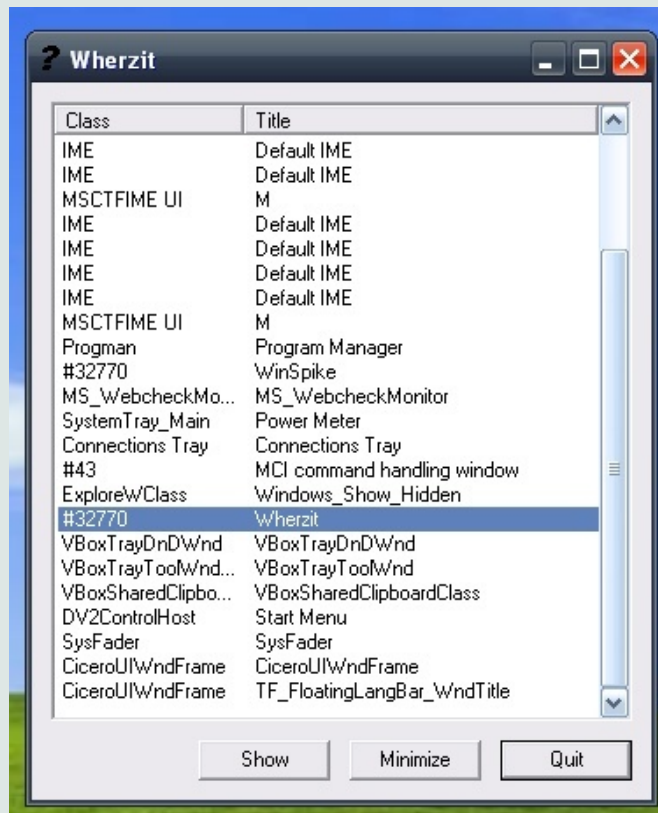 ? Wherzit
Class Title
IME Default IME
IME Default IME
MSCTFIME UI M
IME Default IME
IME Default IME
IME Default IME
IME Default IME
MSCTFIME UI M
Progman Program Manager
#32770 WinSpike
MS_WebcheckMo... MS_WebcheckMonitor
SystemTray_Main Power Meter
Connections Tray Connections Tray
#43 MCI command handling window
ExploreWClass Windows_Show_Hidden
#32770 Wherzit
VBoxTrayDnDWnd VBoxTrayDnDWnd
VBoxTrayToolWnd... VBoxTrayToolWnd
VBoxSharedClipbo... VBoxSharedClipboardClass
DV2ControlHost Start Menu
SysFader SysFader
CiceroUIWndFrame CiceroUIWndFrame
CiceroUIWndFrame TF_FloatingLangBar_WndTitle
Show Minimize Quit